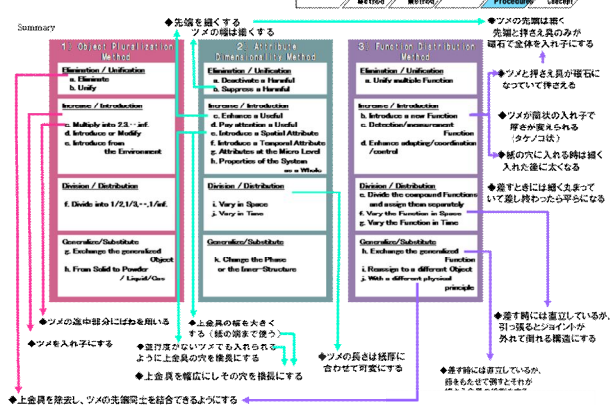 Method
Method
Procedures
Concept
Summary
◆先端を細くする
ツメの幅は細くする
◆ツメの先端は細く
先端と押さえ具のみが
磁石で全体を入れ子にする
1. Object Pluralization
Method
Elimination / Unification
a. Eliminate
b. Unify
Increase / Introduction
c. Multiply into 2,3,..inf.
d. Introduce or Modify
e. Introduce from
the Environment
Division / Distribution
f. Divide into 1/2,1/3,..,1/inf.
Generalize/Substitute
g. Exchange the generalized
Object
h. From Solid to Powder
/ Liquid/Gas
2. Attribute
Dimensionality Method
Elimination / Unification
a. Deactivate a Harmful
b. Suppress a Harmful
Increase / Introduction
c. Enhance a Useful
d. Pay attention a Useful
e. Introduce a Spatial Attribute
f. Introduce a Temporal Attribute
g. Attributes at the Micro Level
h. Properties of the System
as a Whole
Division / Distribution
i. Vary in Space
j. Vary in Time
Generalize/Substitute
k. Change the Phase
or the Inner-Structure
3. Function Distribution
Method
Elimination / Unification
a. Unify multiple Function
Increase / Introduction
b. Introduce a new Function
c. Detection/measurement
Function
d. Enhance adapting/coordination
/control
Division / Distribution
e. Divide the compound Functions
and assign them separately
f. Vary the Function in Space
g. Vary the Function in Time
Generalize/Substitute
h. Exchange the generalized
Function
i. Reassign to a different Object
j. With a different physical
principle
◆ツメと押さえ具が磁石に
なっていて押さえる
◆ツメが筒状の入れ子で
厚さが変えられる
(タケノコ状)
◆紙の穴に入れる時は細く
入れた後に太くなる
◆差すときには細く丸まって
いて差し終わったら平らになる
◆差す時には直立しているが、
引っ張るとジョイントが
外れて倒れる構造にする
◆差す時には直立しているが、
◆ツメの途中部分にばねを用いる
◆ツメを入れ子にする
◆上金具の幅を大きく
する(紙の端まで使う)
◆並行度がないツメでも入れられる
ように上金具の穴を横長にする
◆上金具を幅広にしその穴を横長にする
◆ツメの長さは紙厚に
合わせて可変にする
◆上金具を除去し、ツメの先端同士を結合できるようにする